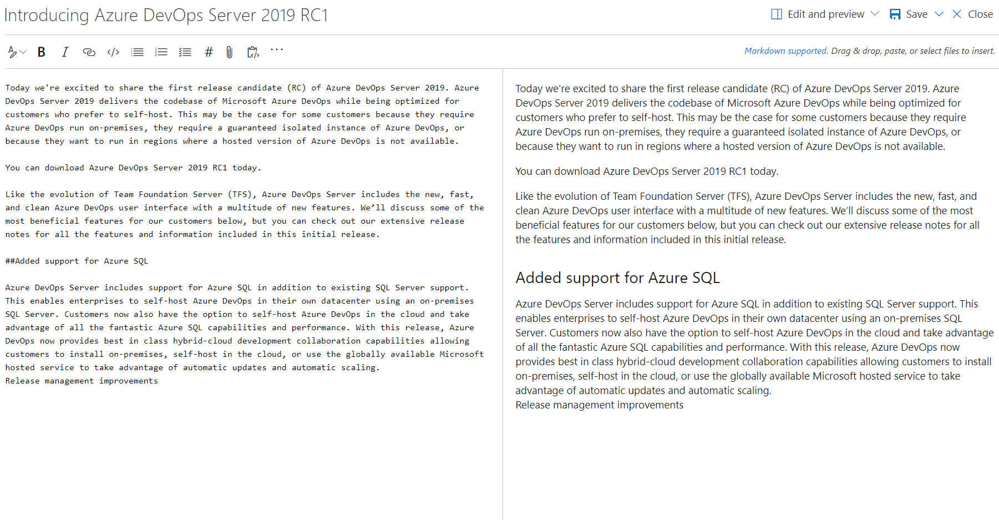 Introducing Azure DevOps Server 2019 RC1
Edit and preview
Save
Close
B I </> #
Markdown supported. Drag & drop, paste, or select files to insert.
Today we're excited to share the first release candidate (RC) of Azure DevOps Server 2019. Azure
DevOps Server 2019 delivers the codebase of Microsoft Azure DevOps while being optimized for
customers who prefer to self-host. This may be the case for some customers because they require
Azure DevOps run on-premises, they require a guaranteed isolated instance of Azure DevOps, or
because they want to run in regions where a hosted version of Azure DevOps is not available.
You can download Azure DevOps Server 2019 RC1 today.
Like the evolution of Team Foundation Server (TFS), Azure DevOps Server includes the new, fast,
and clean Azure DevOps user interface with a multitude of new features. We’ll discuss some of the
most beneficial features for our customers below, but you can check out our extensive release
notes for all the features and information included in this initial release.
##Added support for Azure SQL
Azure DevOps Server includes support for Azure SQL in addition to existing SQL Server support.
This enables enterprises to self-host Azure DevOps in their own datacenter using an on-premises
SQL Server. Customers now also have the option to self-host Azure DevOps in the cloud and take
advantage of all the fantastic Azure SQL capabilities and performance. With this release, Azure
DevOps now provides best in class hybrid-cloud development collaboration capabilities allowing
customers to install on-premises, self-host in the cloud, or use the globally available Microsoft
hosted service to take advantage of automatic updates and automatic scaling.
Release management improvements
Today we're excited to share the first release candidate (RC) of Azure DevOps Server 2019. Azure
DevOps Server 2019 delivers the codebase of Microsoft Azure DevOps while being optimized for
customers who prefer to self-host. This may be the case for some customers because they require
Azure DevOps run on-premises, they require a guaranteed isolated instance of Azure DevOps, or
because they want to run in regions where a hosted version of Azure DevOps is not available.
You can download Azure DevOps Server 2019 RC1 today.
Like the evolution of Team Foundation Server (TFS), Azure DevOps Server includes the new, fast, and
clean Azure DevOps user interface with a multitude of new features. We’ll discuss some of the most
beneficial features for our customers below, but you can check out our extensive release notes for all
the features and information included in this initial release.
Added support for Azure SQL
Azure DevOps Server includes support for Azure SQL in addition to existing SQL Server support. This
enables enterprises to self-host Azure DevOps in their own datacenter using an on-premises SQL
Server. Customers now also have the option to self-host Azure DevOps in the cloud and take advantage
of all the fantastic Azure SQL capabilities and performance. With this release, Azure DevOps now
provides best in class hybrid-cloud development collaboration capabilities allowing customers to install
on-premises, self-host in the cloud, or use the globally available Microsoft hosted service to take
advantage of automatic updates and automatic scaling.
Release management improvements